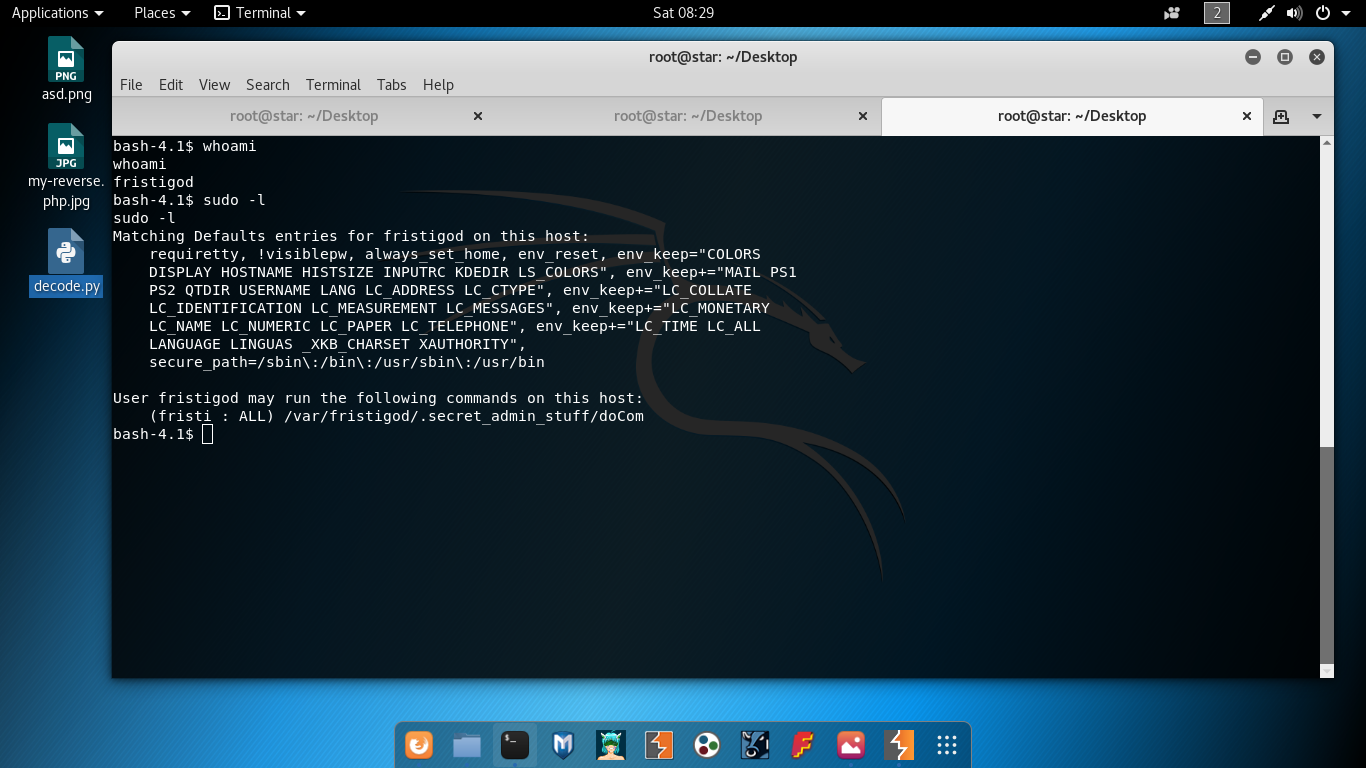 Applications Places Terminal Sat 08:29 2
PNG
asd.png
JPG
my-reverse.
php.jpg
decode.py
root@star: ~/Desktop
File Edit View Search Terminal Tabs Help
root@star: ~/Desktop root@star: ~/Desktop root@star: ~/Desktop
bash-4.1$ whoami
whoami
fristigod
bash-4.1$ sudo -l
sudo -l
Matching Defaults entries for fristigod on this host:
    requiretty, !visiblepw, always_set_home, env_reset, env_keep="COLORS
    DISPLAY HOSTNAME HISTSIZE INPUTRC KDEDIR LS_COLORS", env_keep+="MAIL PS1
    PS2 QTDIR USERNAME LANG LC_ADDRESS LC_CTYPE", env_keep+="LC_COLLATE
    LC_IDENTIFICATION LC_MEASUREMENT LC_MESSAGES", env_keep+="LC_MONETARY
    LC_NAME LC_NUMERIC LC_PAPER LC_TELEPHONE", env_keep+="LC_TIME LC_ALL
    LANGUAGE LINGUAS _XKB_CHARSET XAUTHORITY",
    secure_path=/sbin\:/bin\:/usr/sbin\:/usr/bin
User fristigod may run the following commands on this host:
    (fristi : ALL) /var/fristigod/.secret_admin_stuff/doCom
bash-4.1$